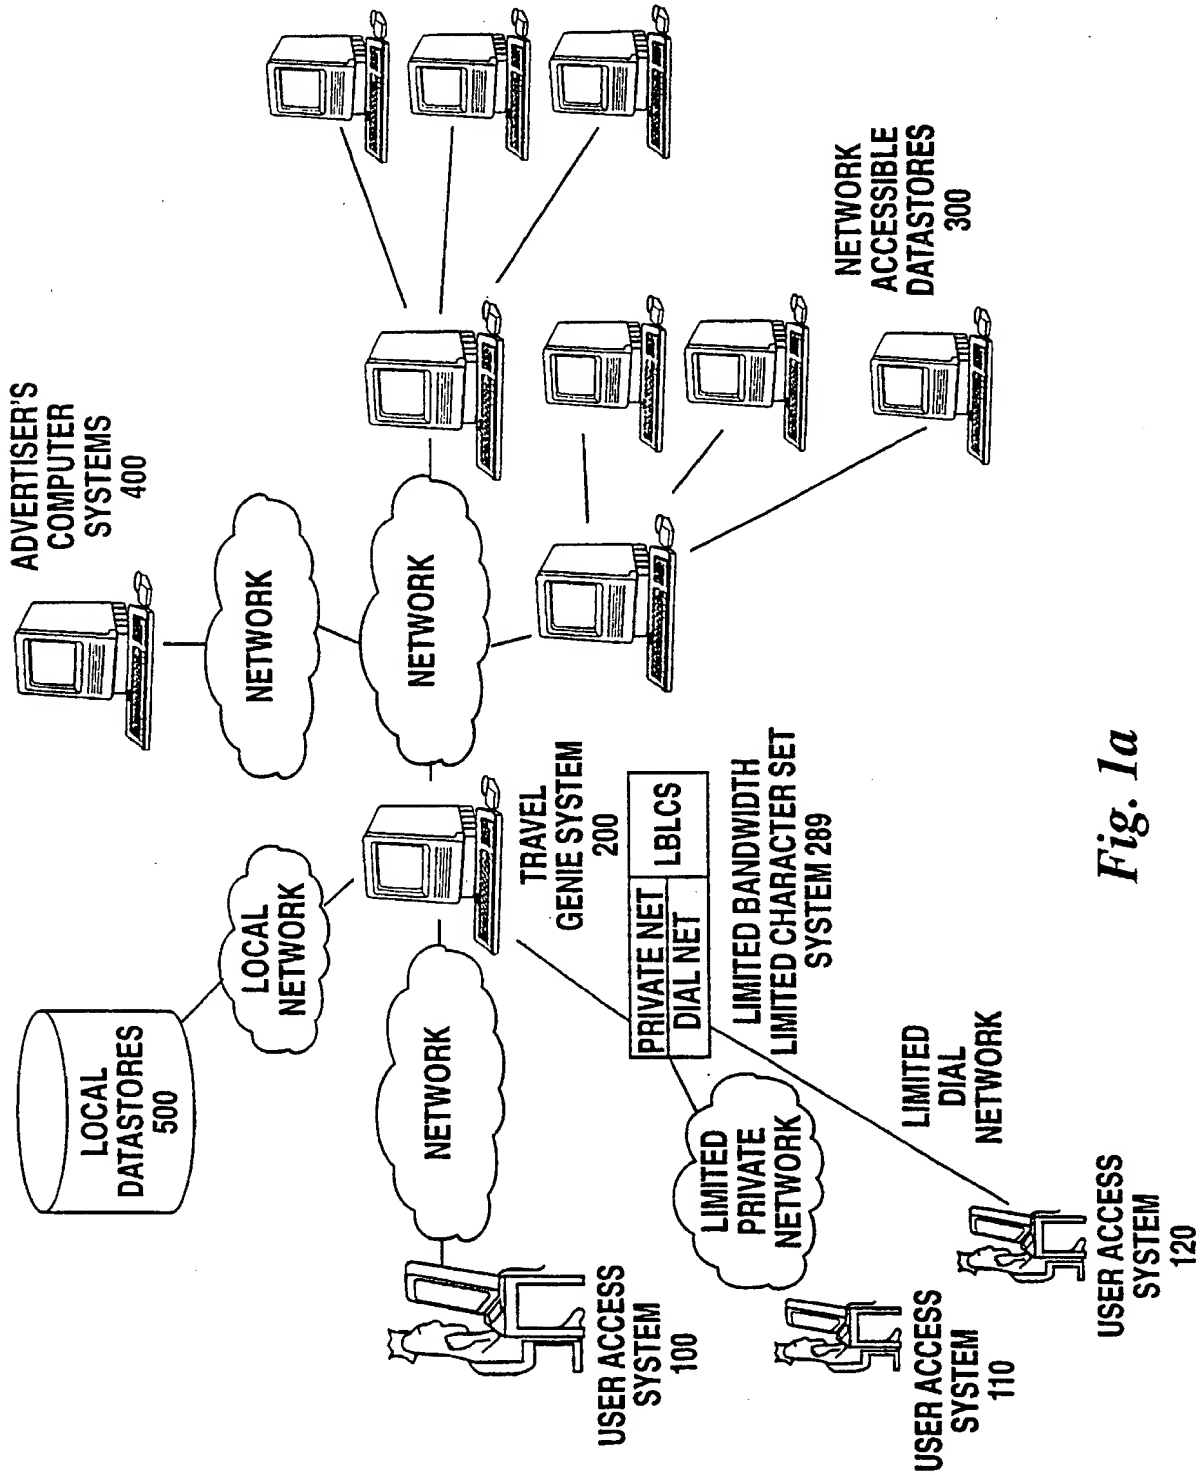 LOCAL
DATASTORES
500
LOCAL
NETWORK
ADVERTISER'S
COMPUTER
SYSTEMS
400
NETWORK
NETWORK
NETWORK
USER ACCESS
SYSTEM
100
TRAVEL
GENIE SYSTEM
200
PRIVATE NET
DIAL NET
LBLCS
LIMITED BANDWIDTH
LIMITED CHARACTER SET
SYSTEM 289
LIMITED
PRIVATE
NETWORK
LIMITED
DIAL
NETWORK
NETWORK
ACCESSIBLE
DATASTORES
300
USER ACCESS
SYSTEM
110
USER ACCESS
SYSTEM
120
Fig. 1a